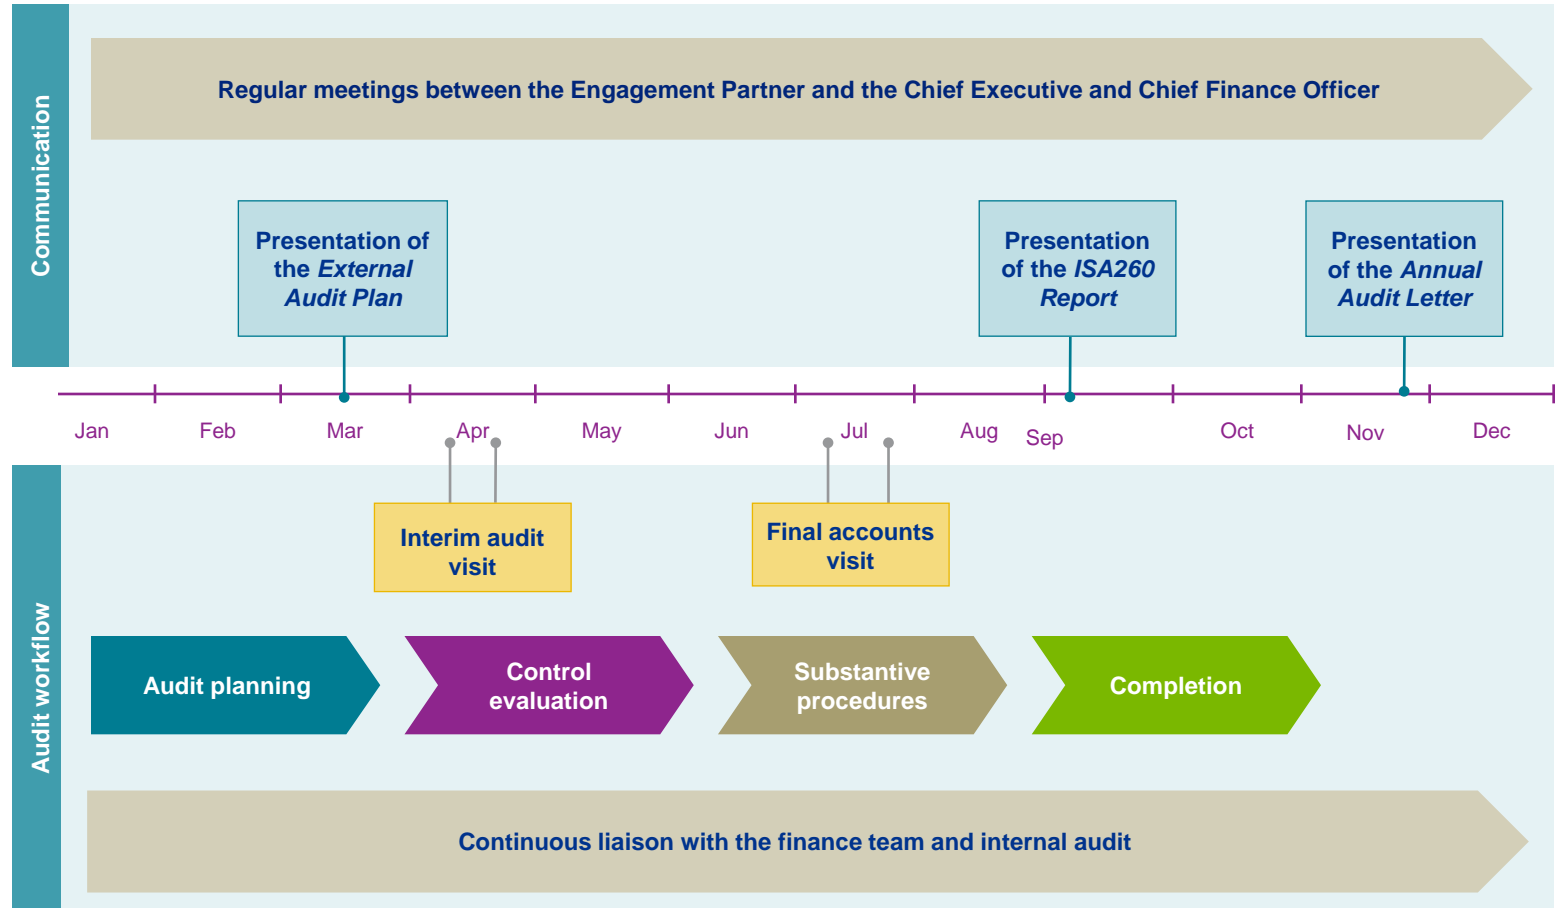 Communication
Regular meetings between the Engagement Partner and the Chief Executive and Chief Finance Officer
Presentation of
the External
Audit Plan
Presentation
of the ISA260
Report
Presentation
of the Annual
Audit Letter
Jan Feb Mar Apr May Jun Jul Aug Sep Oct Nov Dec
Audit workflow
Interim audit
visit
Final accounts
visit
Audit planning
Control
evaluation
Substantive
procedures
Completion
Continuous liaison with the finance team and internal audit